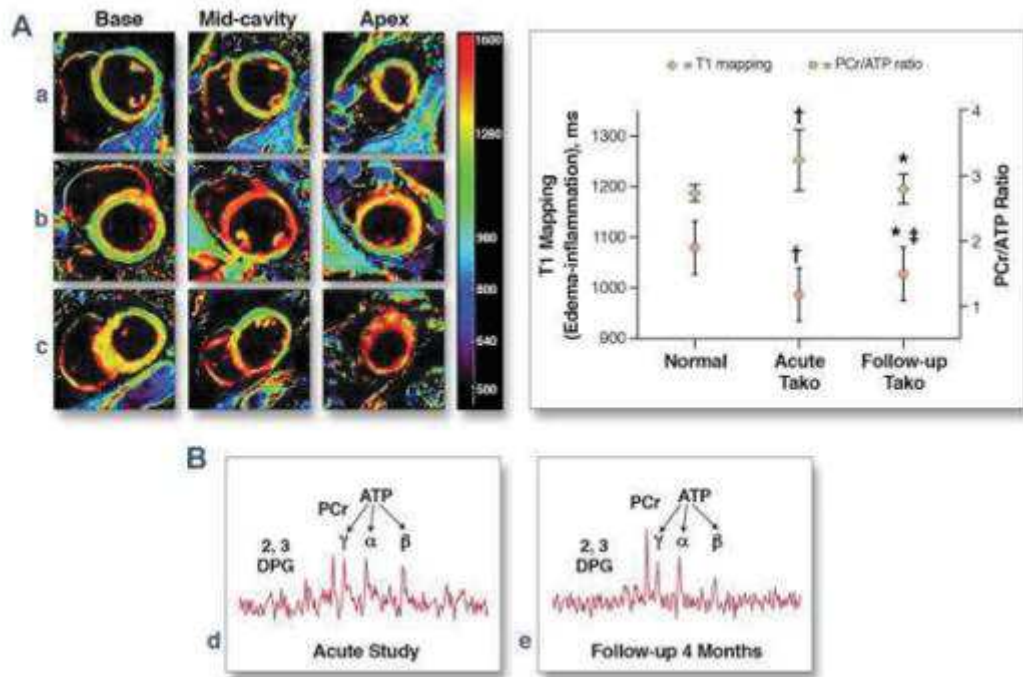 A
Base Mid-cavity Apex
a
b
c
1600
1280
960
800
640
500
◆ = T1 mapping ● = PCr/ATP ratio
T1 Mapping
(Edema-inflammation), ms
1300
1200
1100
1000
900
† * † * ‡
4
3
2
1
PCr/ATP Ratio
Normal Acute Tako Follow-up Tako
B
PCr ATP
γ α β
2, 3
DPG
d
Acute Study
PCr ATP
γ α β
2, 3
DPG
e
Follow-up 4 Months